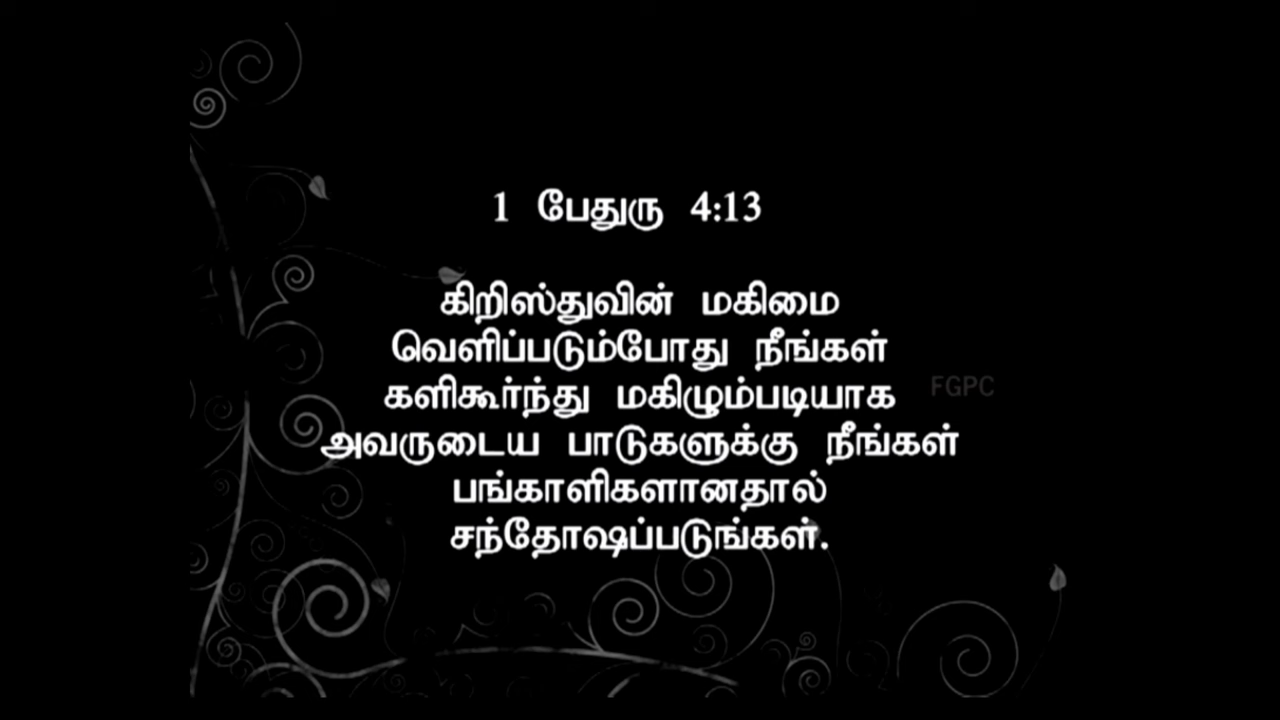 1 பேதுரு 4:13
கிறிஸ்துவின் மகிமை
வெளிப்படும்போது நீங்கள்
களிகூர்ந்து மகிழும்படியாக
FGPC
அவருடைய பாடுகளுக்கு நீங்கள்
பங்காளிகளானதால்
சந்தோஷப்படுங்கள்.